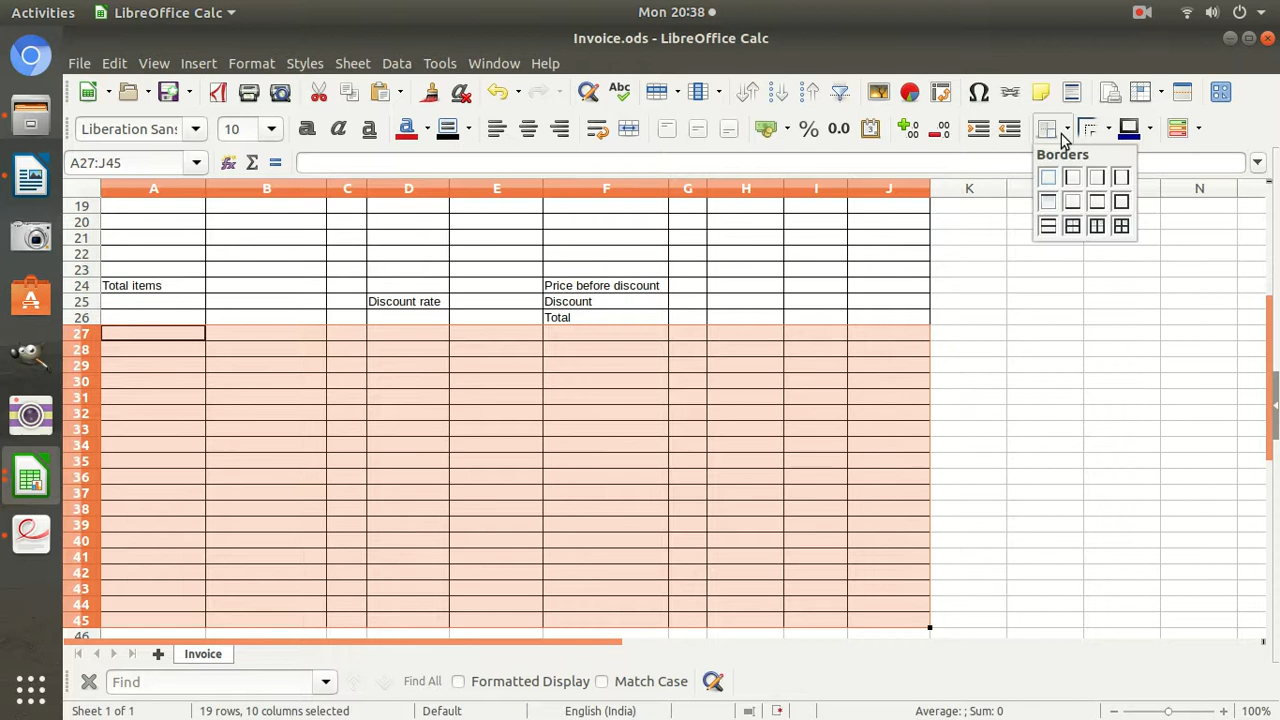 Activities LibreOffice Calc Mon 20:38
Invoice.ods - LibreOffice Calc
File Edit View Insert Format Styles Sheet Data Tools Window Help
Liberation Sans 10 a a a a % 0.0
A27:J45
Borders
A B C D E F G H I J K L M N
19
20
21
22
23
24 Total items Price before discount
25 Discount rate Discount
26 Total
27
28
29
30
31
32
33
34
35
36
37
38
39
40
41
42
43
44
45
46
Invoice
Find Find All Formatted Display Match Case
Sheet 1 of 1 19 rows, 10 columns selected Default English (India) Average: ; Sum: 0 100%